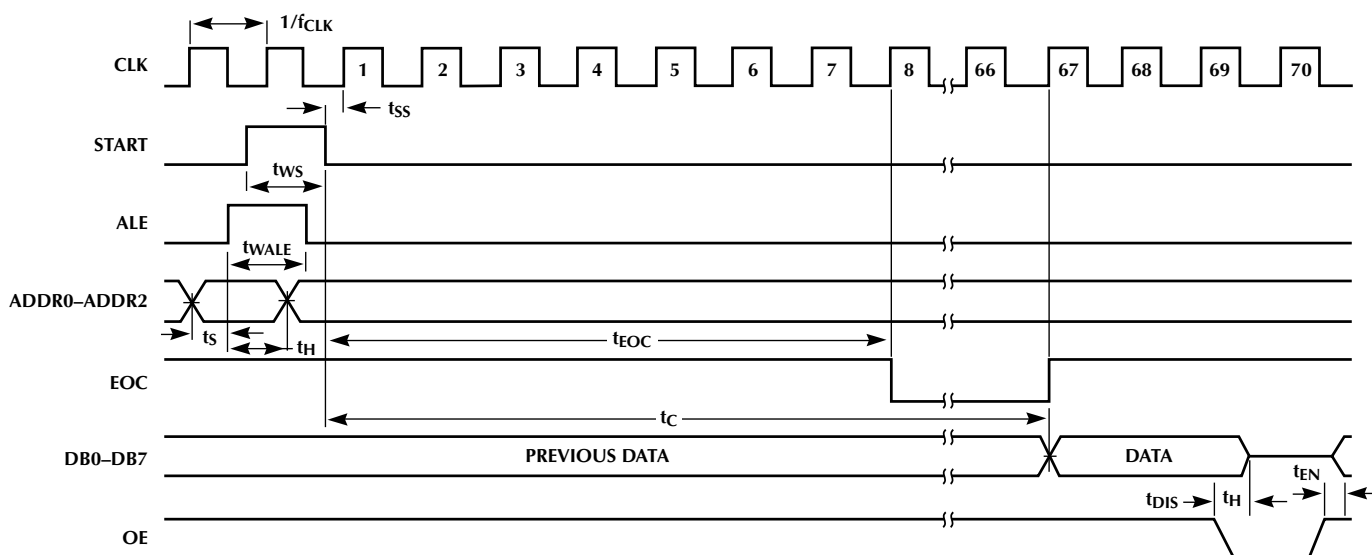 1/fCLK
CLK
1 2 3 4 5 6 7 8 66 67 68 69 70
tSS
START
tWS
ALE
tWALE
ADDR0–ADDR2
tS
tH
tEOC
EOC
tC
DB0–DB7
PREVIOUS DATA
DATA
tDIS
tH
tEN
OE